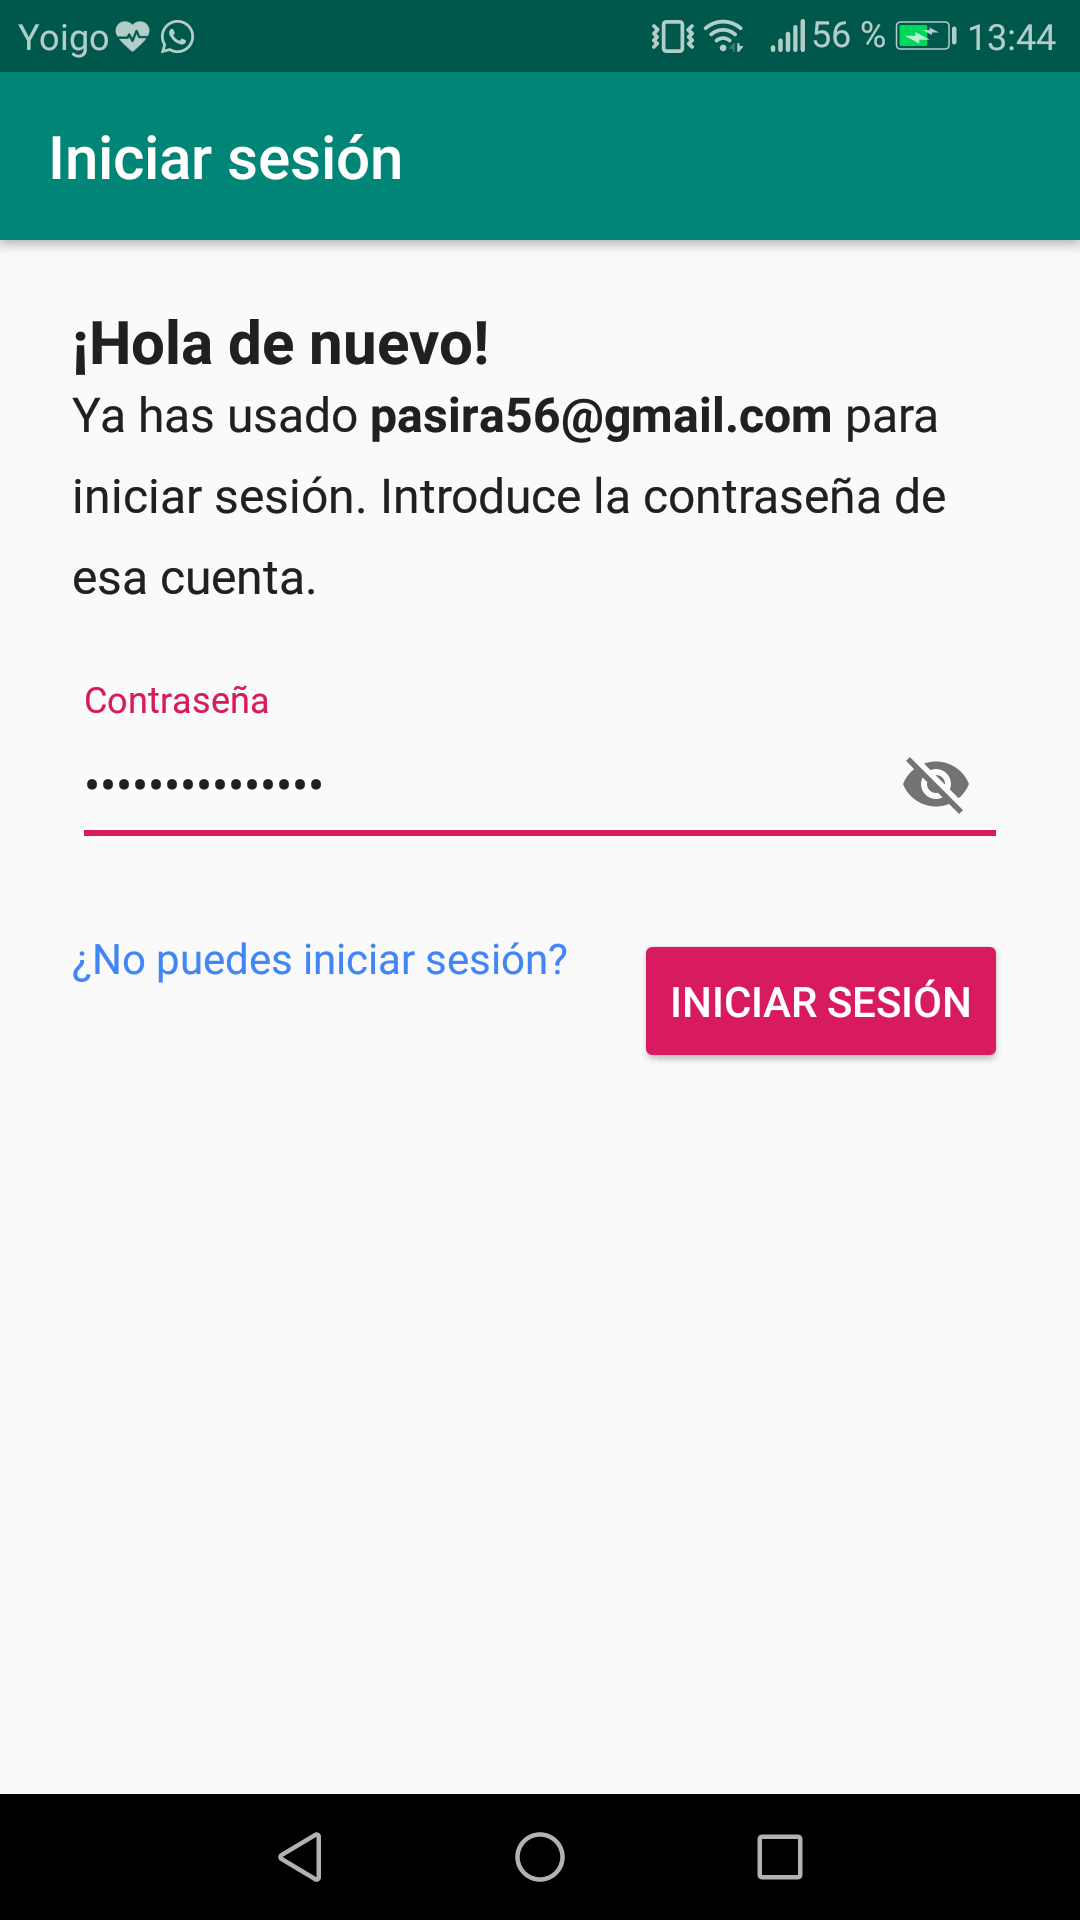 Yoigo 56 % 13:44
Iniciar sesión
¡Hola de nuevo!
Ya has usado pasira56@gmail.com para
iniciar sesión. Introduce la contraseña de
esa cuenta.
Contraseña
•••••••••••••••
¿No puedes iniciar sesión?
INICIAR SESIÓN